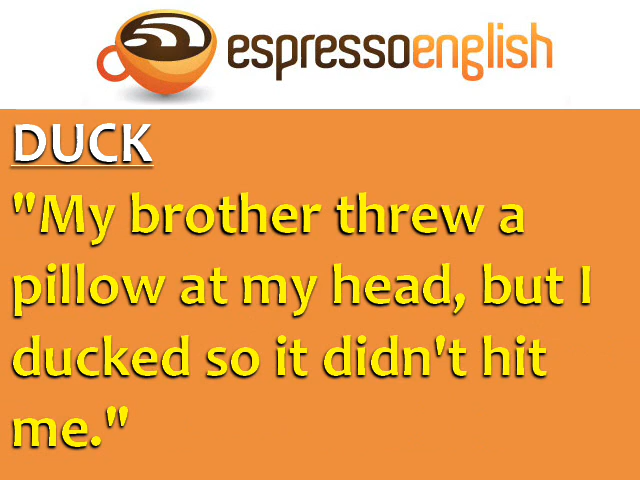 espressoenglish
DUCK
"My brother threw a
pillow at my head, but I
ducked so it didn't hit
me."